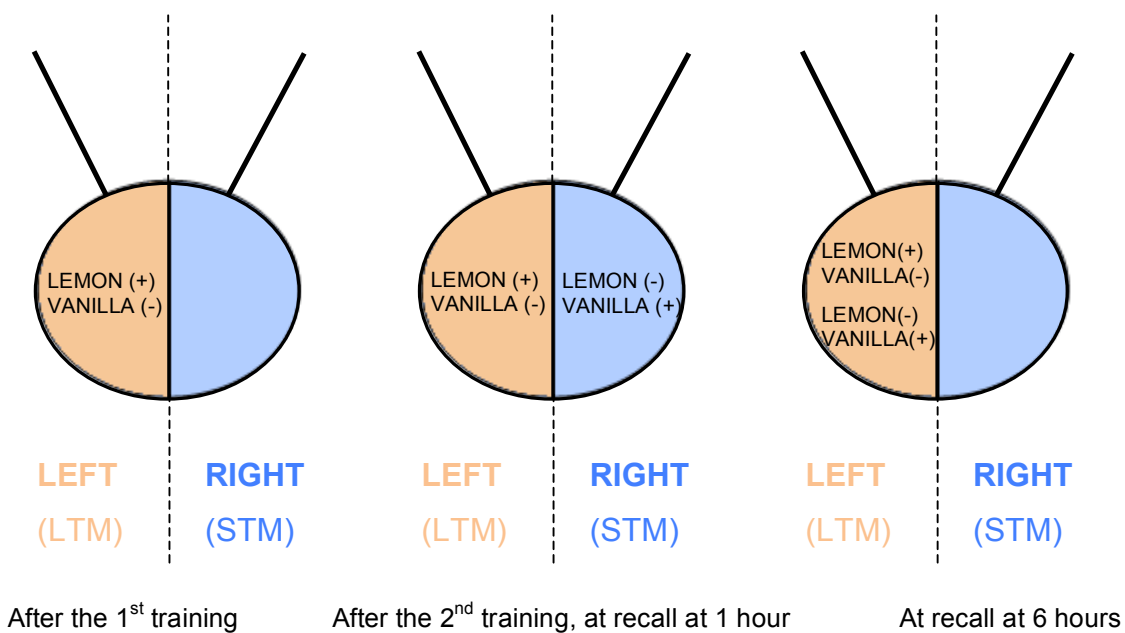 LEMON (+)
VANILLA (-)
LEFT
RIGHT
(LTM)
(STM)
After the 1st training
LEMON (+)
VANILLA (-)
LEMON (-)
VANILLA (+)
LEFT
RIGHT
(LTM)
(STM)
After the 2nd training, at recall at 1 hour
LEMON(+)
VANILLA(-)
LEMON(-)
VANILLA(+)
LEFT
RIGHT
(LTM)
(STM)
At recall at 6 hours